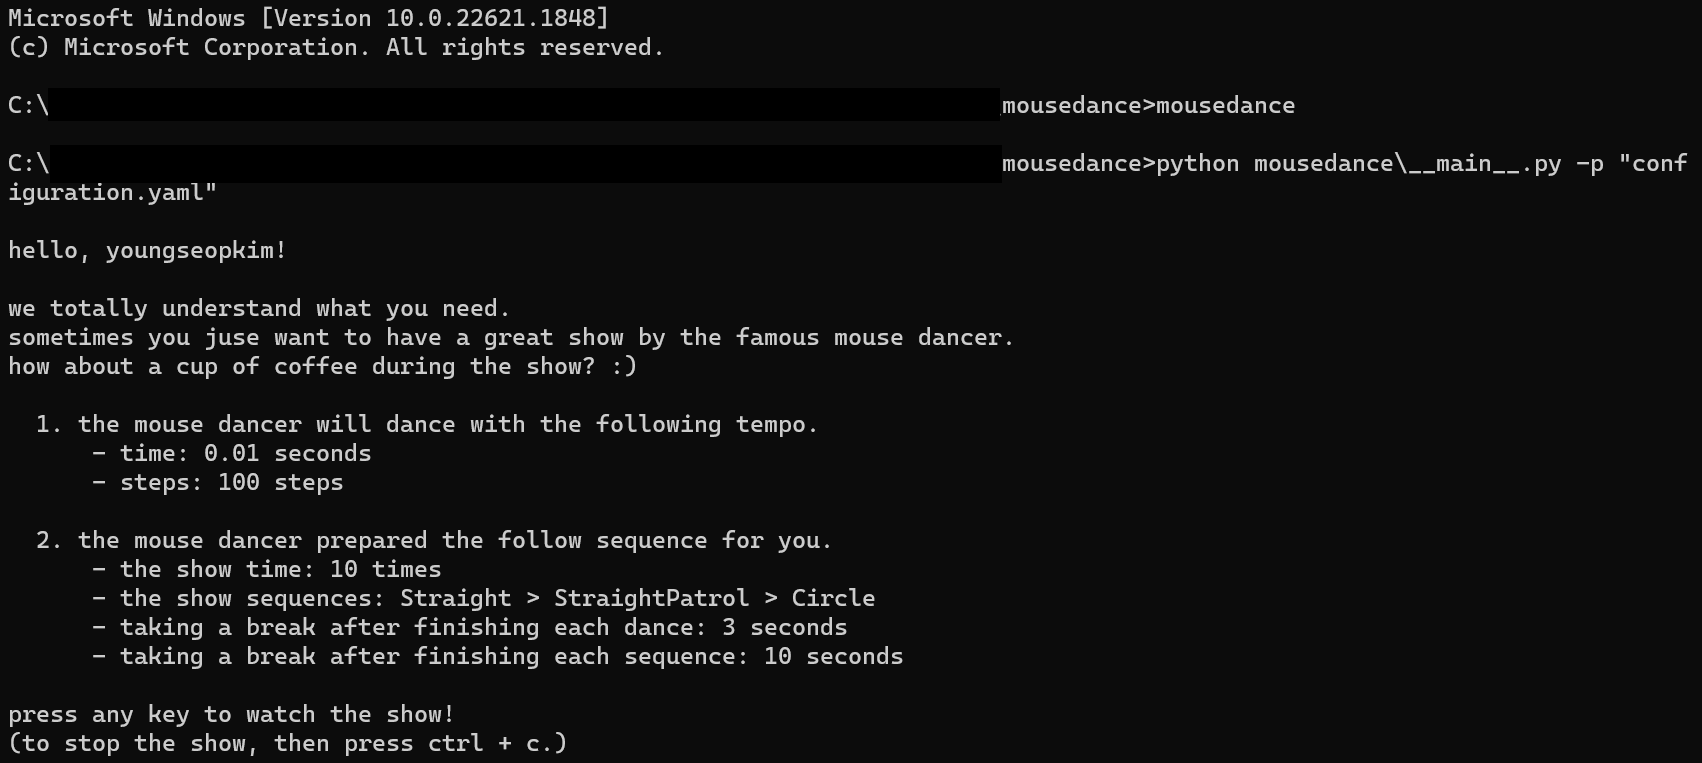 Microsoft Windows [Version 10.0.22621.1848]
(c) Microsoft Corporation. All rights reserved.
C:\mousedance>mousedance
C:\mousedance>python mousedance\__main__.py -p "conf
iguration.yaml"
hello, youngseopkim!
we totally understand what you need.
sometimes you juse want to have a great show by the famous mouse dancer.
how about a cup of coffee during the show? :)
1. the mouse dancer will dance with the following tempo.
- time: 0.01 seconds
- steps: 100 steps
2. the mouse dancer prepared the follow sequence for you.
- the show time: 10 times
- the show sequences: Straight > StraightPatrol > Circle
- taking a break after finishing each dance: 3 seconds
- taking a break after finishing each sequence: 10 seconds
press any key to watch the show!
(to stop the show, then press ctrl + c.)